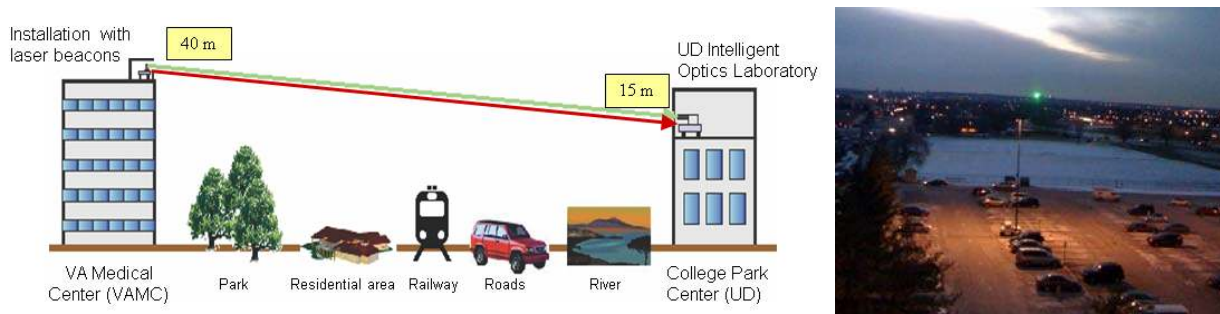 Installation with
laser beacons
40 m
UD Intelligent
Optics Laboratory
15 m
VA Medical
Center (VAMC)
Park
Residential area
Railway
Roads
River
College Park
Center (UD)